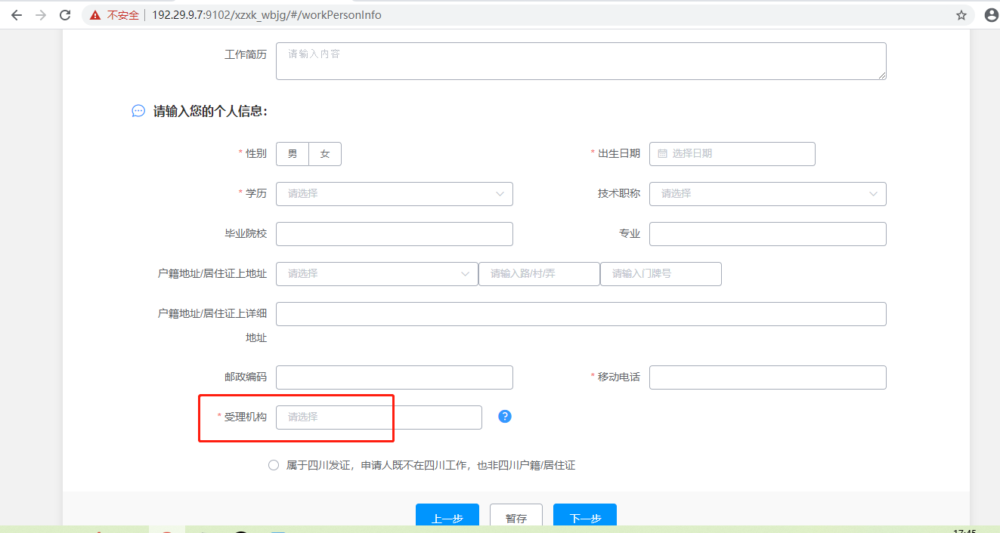 不安全 192.29.9.7:9102/xzxk_wbjg/#/workPersonInfo
工作简历 请输入内容
请输入您的个人信息：
* 性别 男 女 * 出生日期 选择日期
* 学历 请选择 技术职称 请选择
毕业院校 专业
户籍地址/居住证上地址 请选择 请输入路/村/弄 请输入门牌号
户籍地址/居住证上详细
地址
邮政编码 * 移动电话
* 受理机构 请选择 ?
属于四川发证，申请人既不在四川工作，也非四川户籍/居住证
上一步 暂存 下一步
17:45